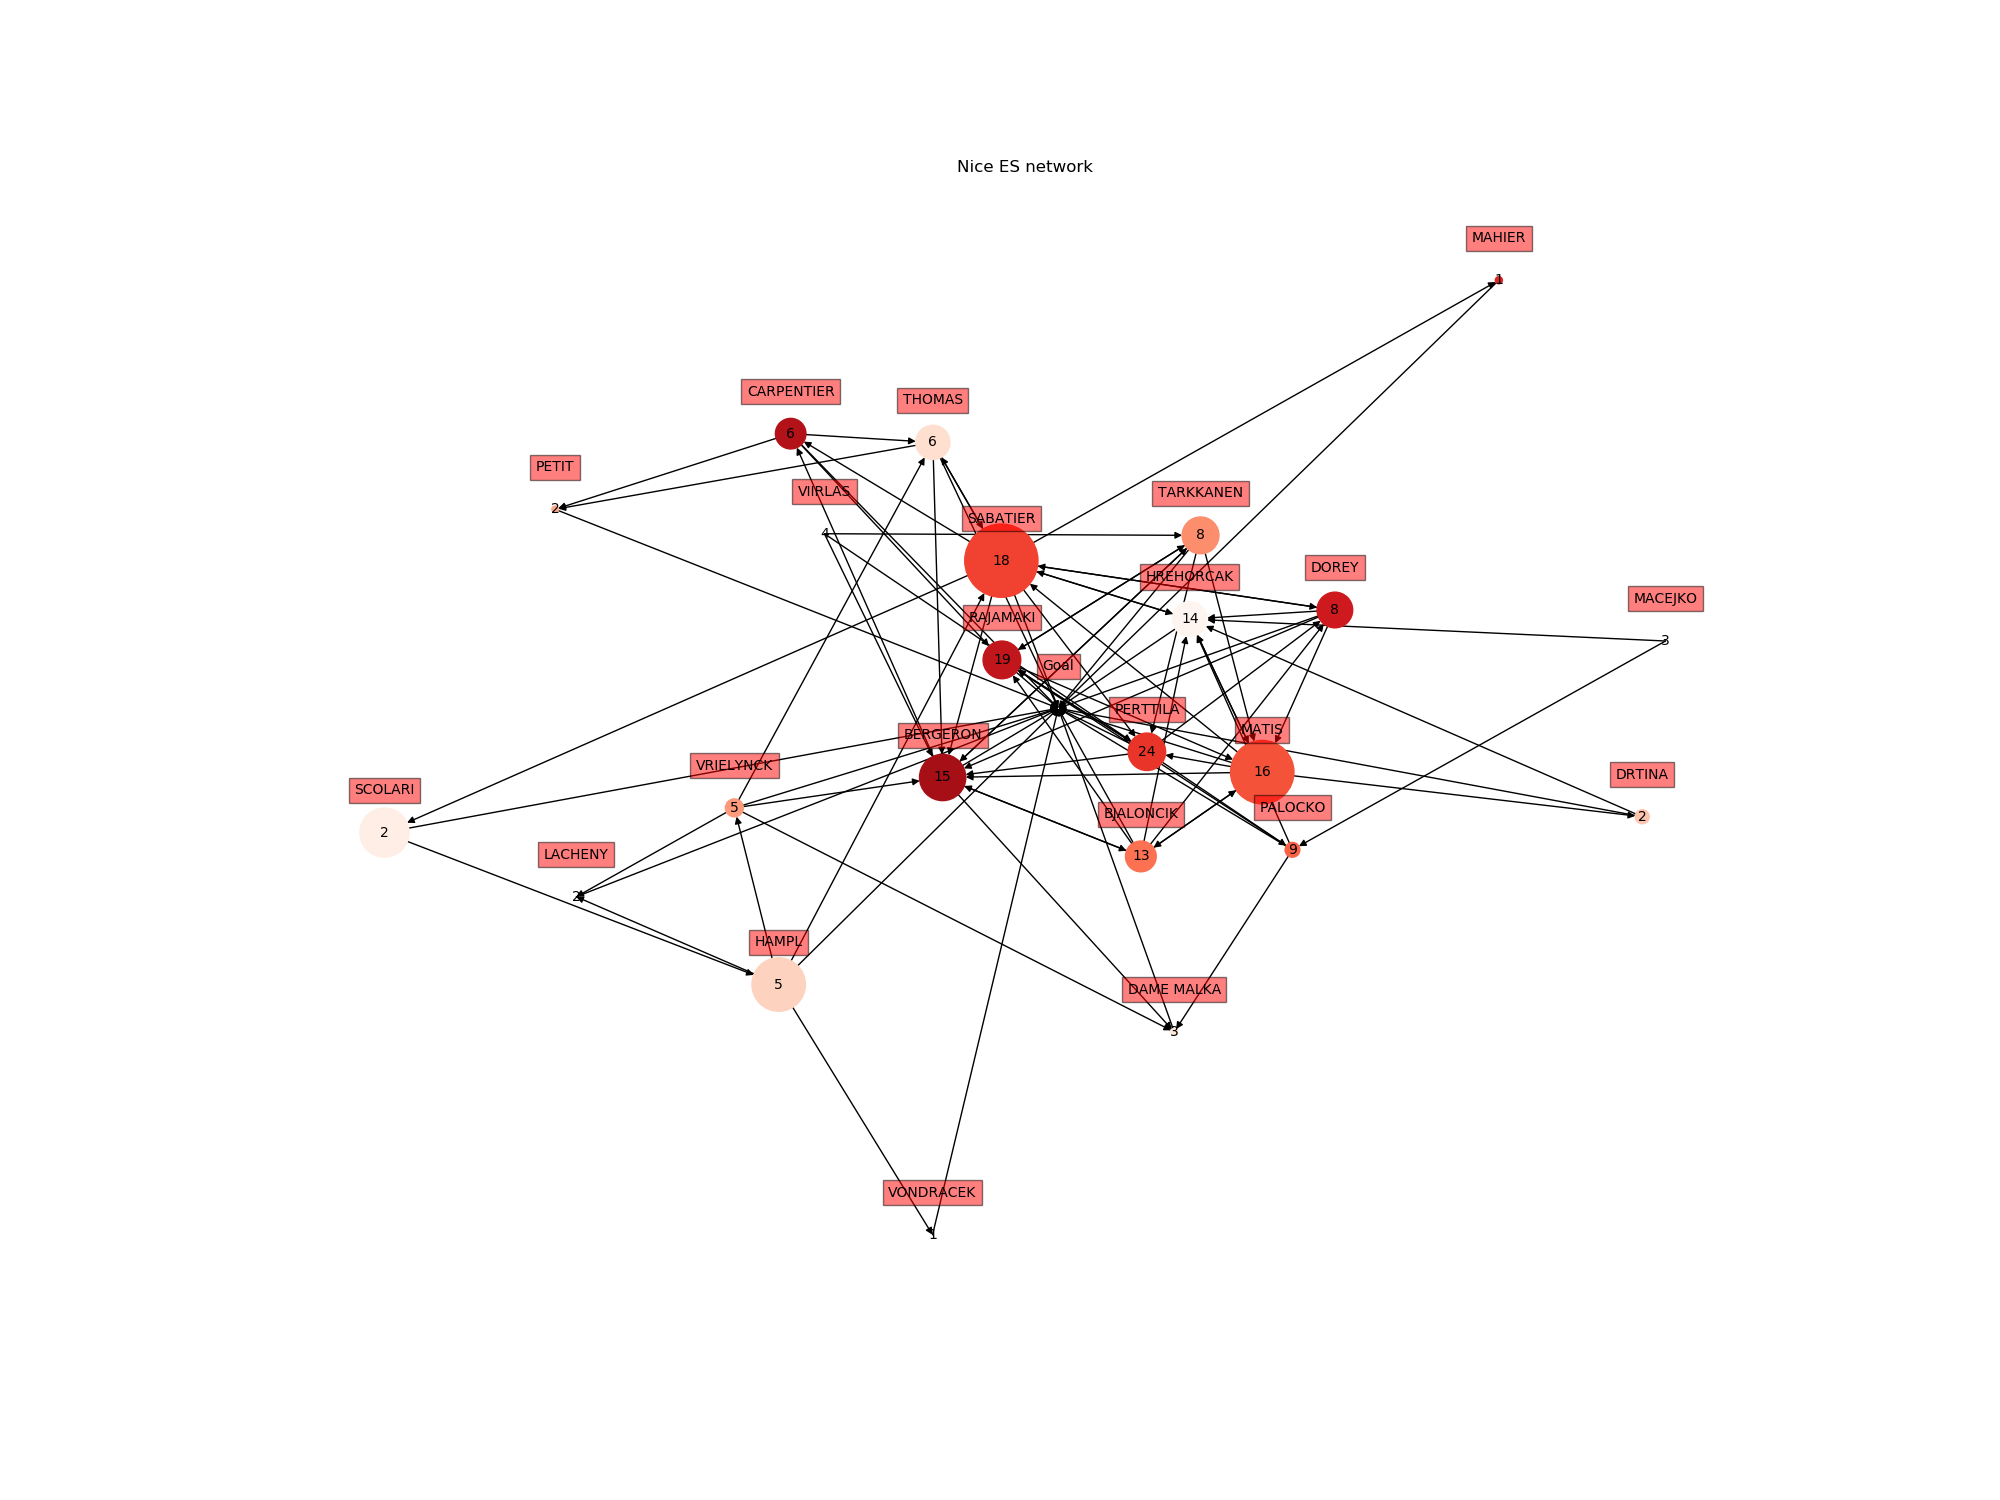 Nice ES network
MAHIER
1
CARPENTIER
THOMAS
6
6
PETIT
VIIRLAS
TARKKANEN
2
SABATIER
4
8
18
HREHORCAK
DOREY
MACEJKO
RAJAMAKI
14
8
3
19
Goal
PERTTILA
BERGERON
MATIS
24
VRIELYNCK
15
16
DRTINA
SCOLARI
5
PALOCKO
BJALONCIK
2
2
LACHENY
13
9
2
HAMPL
5
DAME MALKA
3
VONDRACEK
1